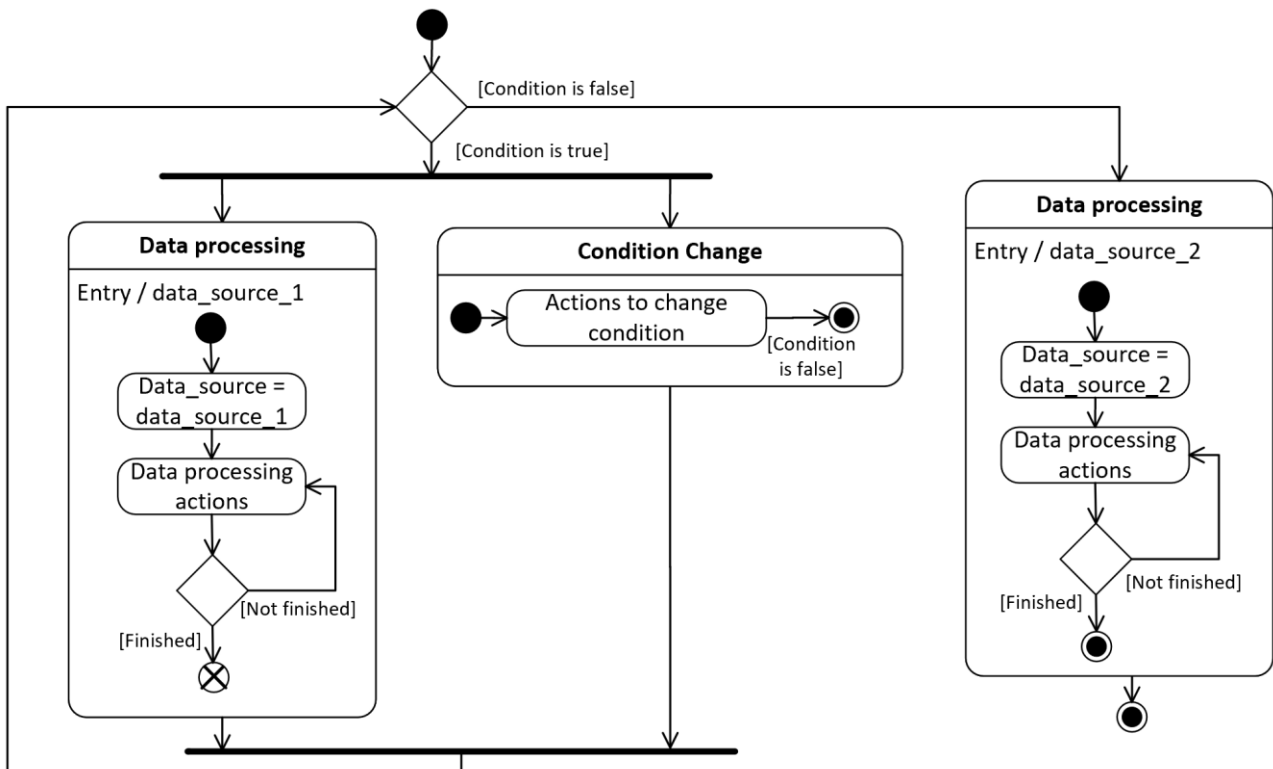 [Condition is false]
[Condition is true]
Data processing
Entry / data_source_1
Data_source =
data_source_1
Data processing
actions
[Not finished]
[Finished]
Condition Change
Actions to change
condition
[Condition
is false]
Data processing
Entry / data_source_2
Data_source =
data_source_2
Data processing
actions
[Not finished]
[Finished]